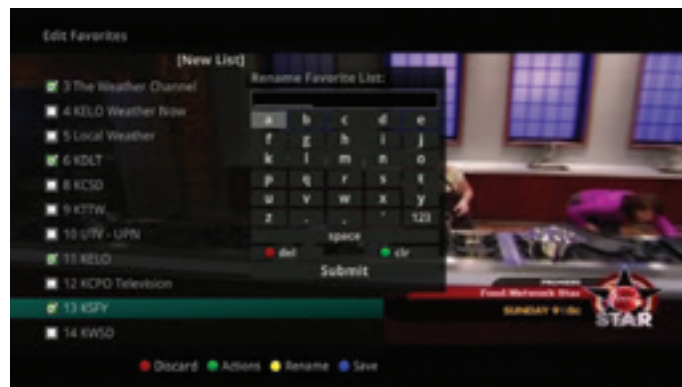 Edit Favorites
[New List]
3 The Weather Channel
4 KELO Weather Now
5 Local Weather
6 KDLT
8 KCSD
9 KTTW
10 UTV - UPN
11 KELO
12 KCPO Television
13 KSFY
14 KWSD
Rename Favorite List:
a b c d e
f g h i j
k l m n o
p q r s t
u v w x y
z . , ' 123
space
del clr
Submit
Food Network Star
SUNDAY 9|8c
STAR
Discard Actions Rename Save